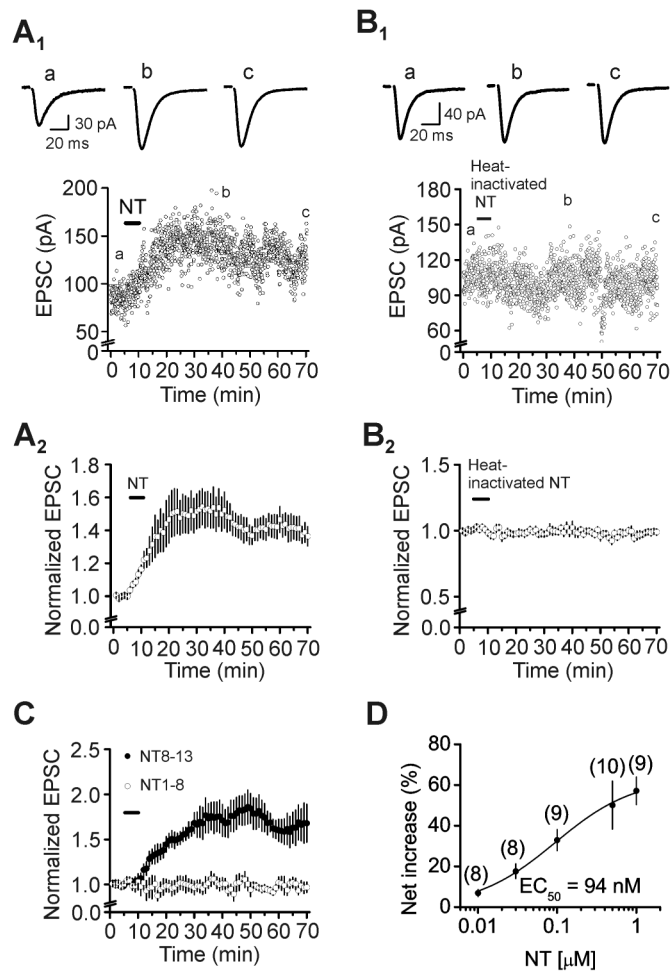 A1
a
b
c
30 pA
20 ms
EPSC (pA)
200
150
100
50
0
NT
a
b
c
0 10 20 30 40 50 60 70
Time (min)
B1
a
b
c
40 pA
20 ms
Heat-
inactivated
NT
EPSC (pA)
180
150
120
90
60
0
a
b
c
0 10 20 30 40 50 60 70
Time (min)
A2
Normalized EPSC
1.8
1.6
1.4
1.2
1.0
0.0
NT
0 10 20 30 40 50 60 70
Time (min)
B2
Normalized EPSC
1.5
1.0
0.5
0.0
Heat-
inactivated NT
0 10 20 30 40 50 60 70
Time (min)
C
Normalized EPSC
2.5
2.0
1.5
1.0
0.0
NT8-13
NT1-8
0 10 20 30 40 50 60 70
Time (min)
D
Net increase (%)
80
60
40
20
0
(8)
(8)
(9)
(10)
(9)
EC50 = 94 nM
0.01 0.1 1
NT [μM]